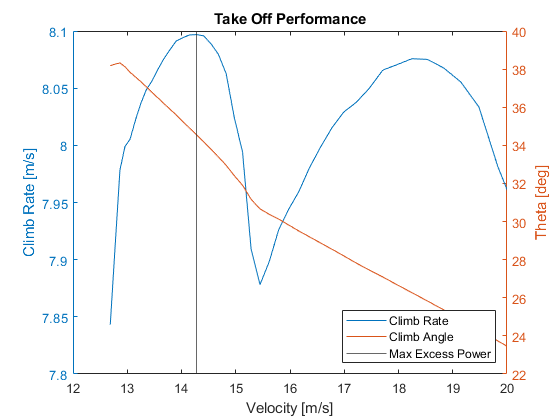 Take Off Performance
8.1
8.05
8
7.95
7.9
7.85
7.8
Climb Rate [m/s]
40
38
36
34
32
30
28
26
24
22
Theta [deg]
Climb Rate
Climb Angle
Max Excess Power
12 13 14 15 16 17 18 19 20
Velocity [m/s]